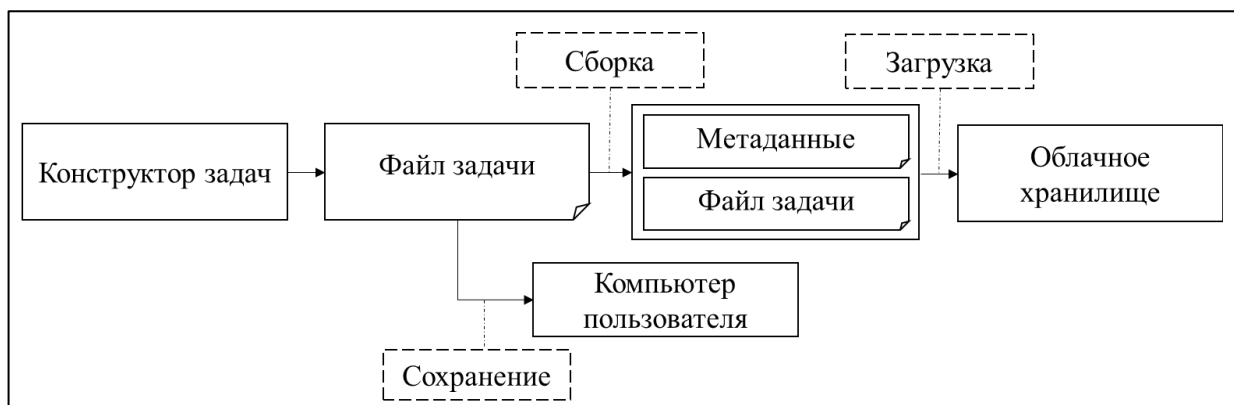 Сборка
Загрузка
Конструктор задач
Файл задачи
Метаданные
Файл задачи
Облачное
хранилище
Компьютер
пользователя
Сохранение